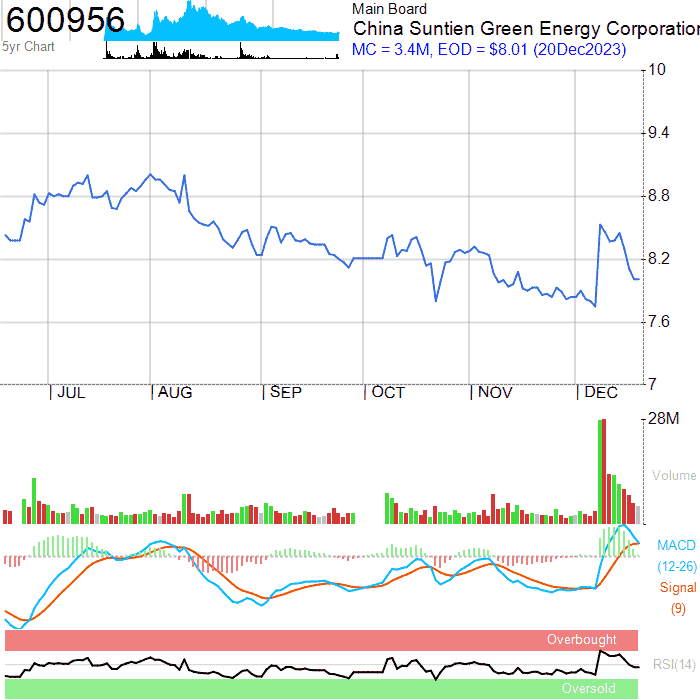 600956
5yr Chart
Main Board
China Suntien Green Energy Corporation
MC = 3.4M, EOD = $8.01 (20Dec2023)
10
9.4
8.8
8.2
7.6
7
JUL AUG SEP OCT NOV DEC
28M
Volume
MACD
(12-26)
Signal
(9)
Overbought
RSI(14)
Oversold